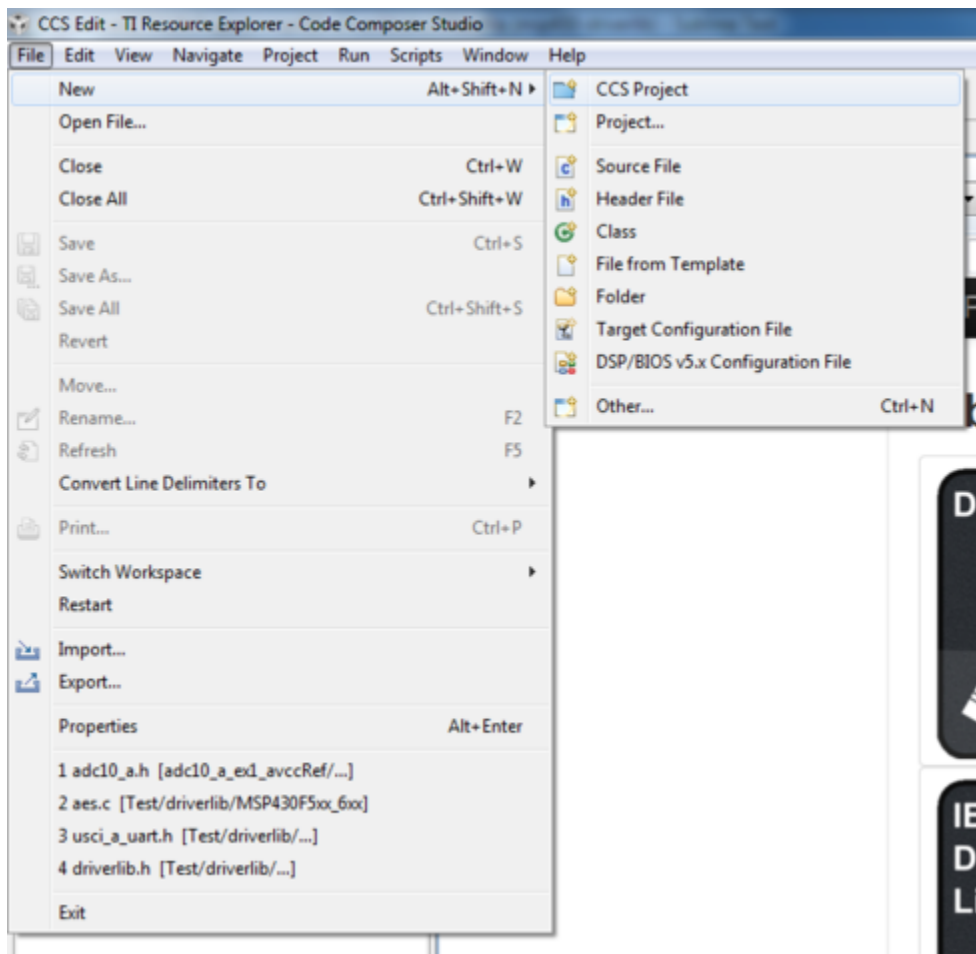 CCS Edit - TI Resource Explorer - Code Composer Studio
File Edit View Navigate Project Run Scripts Window Help
New Alt+Shift+N
Open File...
Close Ctrl+W
Close All Ctrl+Shift+W
Save Ctrl+S
Save As...
Save All Ctrl+Shift+S
Revert
Move...
Rename... F2
Refresh F5
Convert Line Delimiters To
Print... Ctrl+P
Switch Workspace
Restart
Import...
Export...
Properties Alt+Enter
1 adc10_a.h [adc10_a_ex1_avccRef/...]
2 aes.c [Test/driverlib/MSP430F5xx_6xx]
3 usci_a_uart.h [Test/driverlib/...]
4 driverlib.h [Test/driverlib/...]
Exit
CCS Project
Project...
Source File
Header File
Class
File from Template
Folder
Target Configuration File
DSP/BIOS v5.x Configuration File
Other... Ctrl+N